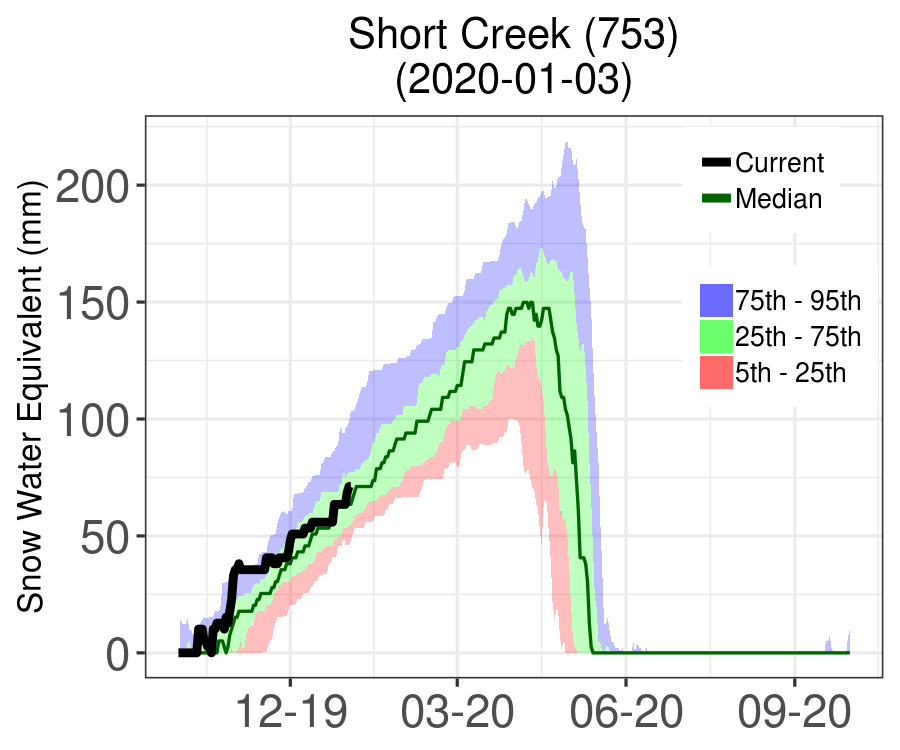 Short Creek (753)
(2020-01-03)
Snow Water Equivalent (mm)
200
150
100
50
0
Current
Median
75th - 95th
25th - 75th
5th - 25th
12-19
03-20
06-20
09-20